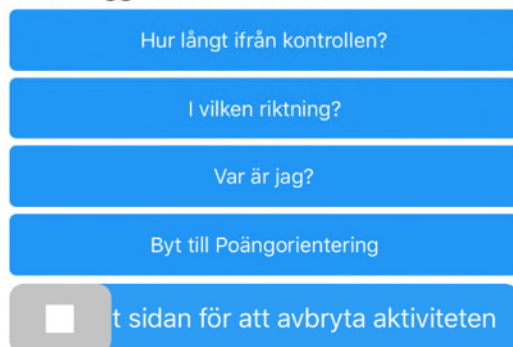 Hur långt ifrån kontrollen?
I vilken riktning?
Var är jag?
Byt till Poängorientering
t sidan för att avbryta aktiviteten